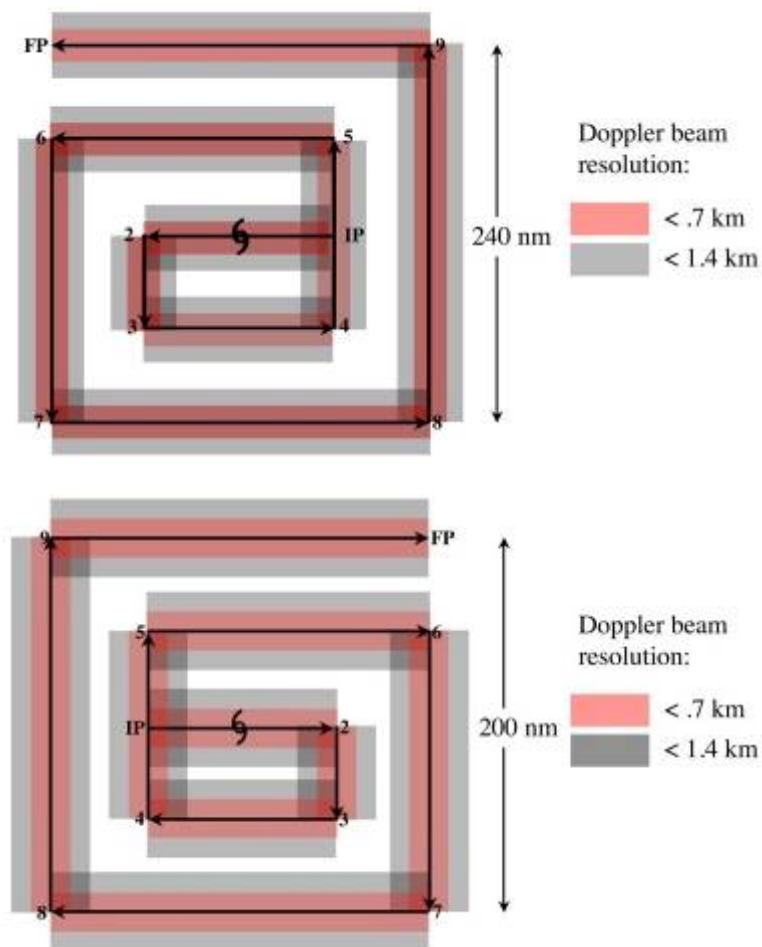 FP
9
6
5
Doppler beam
resolution:
< .7 km
< 1.4 km
2
IP
240 nm
3
4
7
8
9
FP
5
6
Doppler beam
resolution:
< .7 km
< 1.4 km
IP
2
200 nm
4
3
8
7